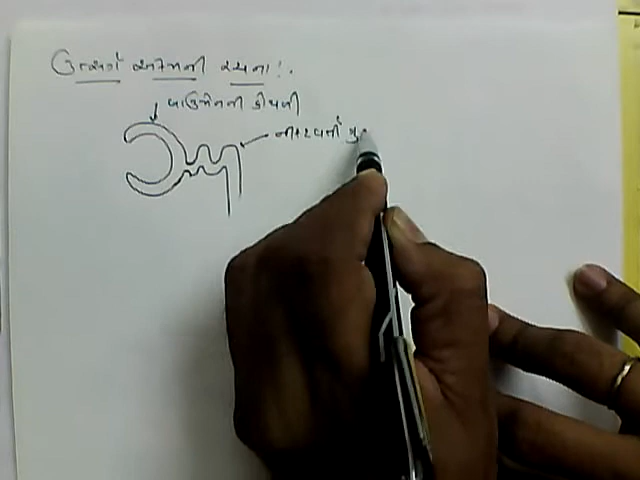 ઉત્સર્ગ એકમની રચના :.
બાઉમેનની કોથળી
નીકટવર્તી ગુ